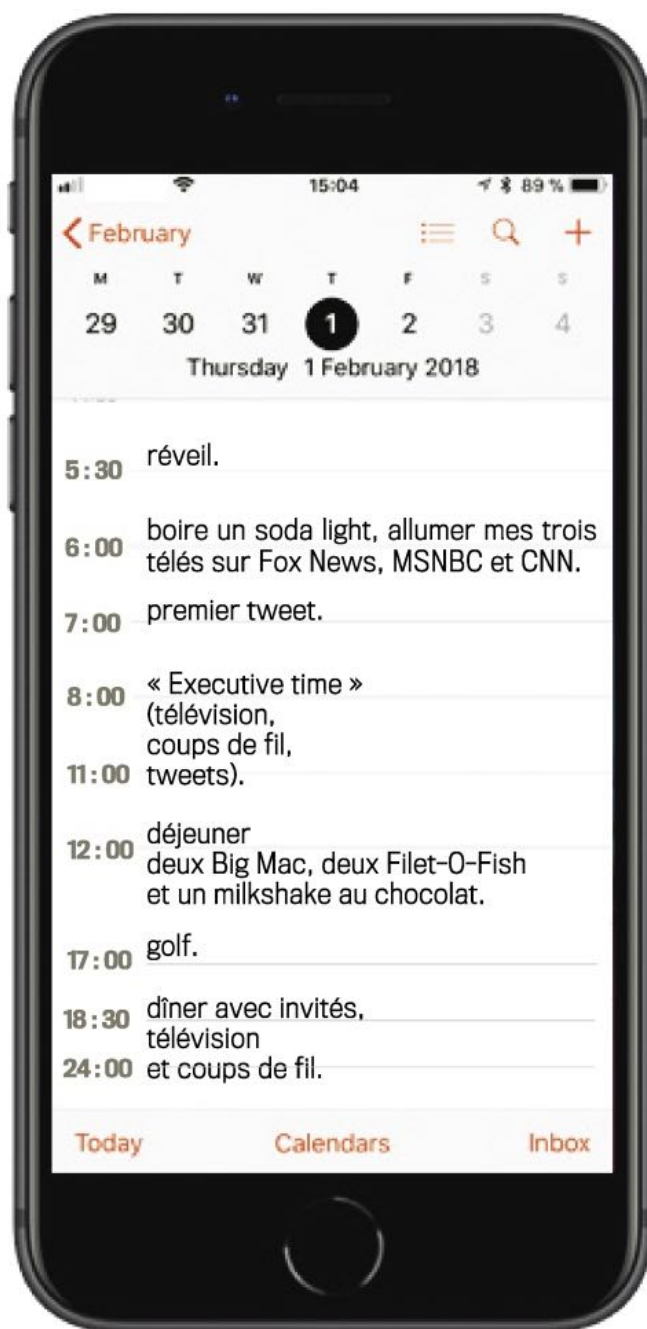 15:04 89 %
February
M T W T F S S
29 30 31 1 2 3 4
Thursday 1 February 2018
5:30 réveil.
6:00 boire un soda light, allumer mes trois
télés sur Fox News, MSNBC et CNN.
7:00 premier tweet.
8:00 « Executive time »
(télévision,
coups de fil,
11:00 tweets).
12:00 déjeuner
deux Big Mac, deux Filet-O-Fish
et un milkshake au chocolat.
17:00 golf.
18:30 dîner avec invités,
télévision
24:00 et coups de fil.
Today Calendars Inbox